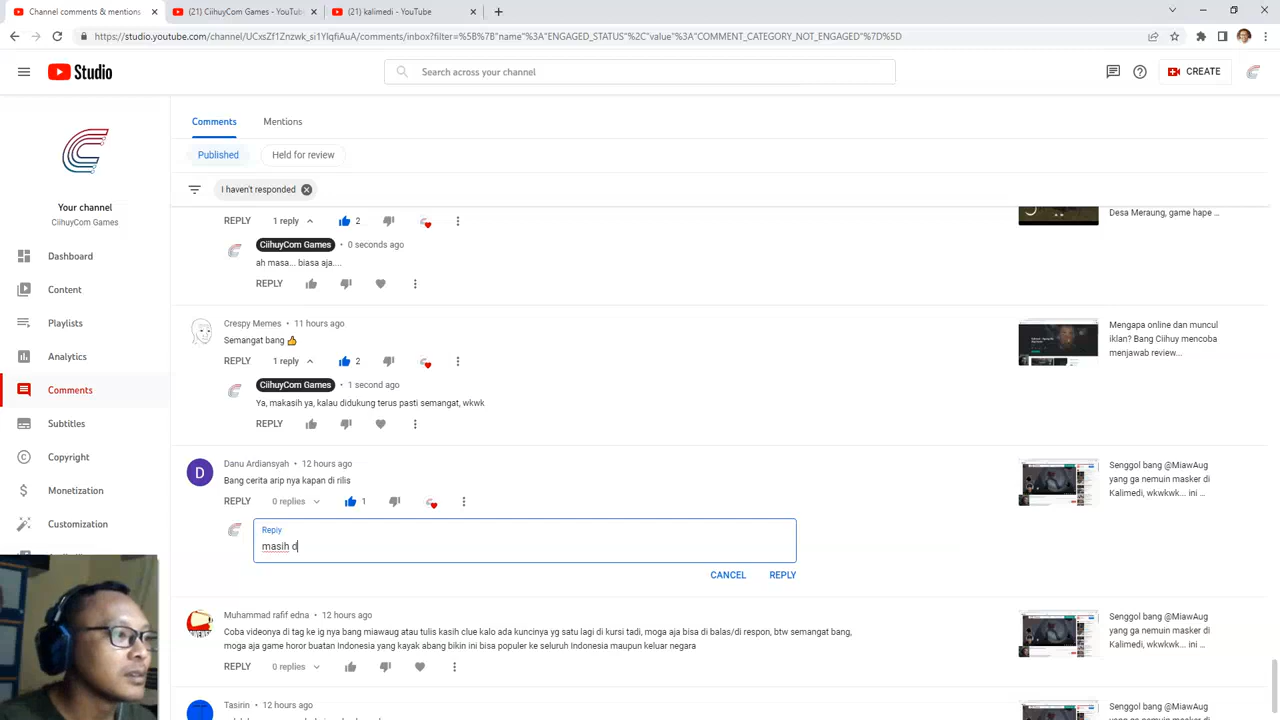 Channel comments & mentions
(21) CiihuyCom Games - YouTube
(21) kalimedi - YouTube
https://studio.youtube.com/channel/UCxsZf1Znzwk_si1YlqfiAuA/comments/inbox?filter=%5B%7B"name"%3A"ENGAGED_STATUS"%2C"value"%3A"COMMENT_CATEGORY_NOT_ENGAGED"%7D%5D
Studio
Search across your channel
CREATE
Comments
Mentions
Published
Held for review
I haven't responded
Your channel
CiihuyCom Games
Dashboard
Content
Playlists
Analytics
Comments
Subtitles
Copyright
Monetization
Customization
REPLY 1 reply 2
Desa Meraung, game hape ...
CiihuyCom Games • 0 seconds ago
ah masa... biasa aja....
REPLY
Crespy Memes • 11 hours ago
Semangat bang 👍
REPLY 1 reply 2
Mengapa online dan muncul
iklan? Bang Ciihuy mencoba
menjawab review...
CiihuyCom Games • 1 second ago
Ya, makasih ya, kalau didukung terus pasti semangat, wkwk
REPLY
D
Danu Ardiansyah • 12 hours ago
Bang cerita arip nya kapan di rilis
REPLY 0 replies 1
Senggol bang @MiawAug
yang ga nemuin masker di
Kalimedi, wkwkwk... ini ...
Reply
masih d
CANCEL REPLY
Muhammad rafif edna • 12 hours ago
Coba videonya di tag ke ig nya bang miawaug atau tulis kasih clue kalo ada kuncinya yg satu lagi di kursi tadi, moga aja bisa di balas/di respon, btw semangat bang,
moga aja game horor buatan Indonesia yang kayak abang bikin ini bisa populer ke seluruh Indonesia maupun keluar negara
REPLY 0 replies
Senggol bang @MiawAug
yang ga nemuin masker di
Kalimedi, wkwkwk... ini ...
Tasirin • 12 hours ago
Senggol bang @MiawAug